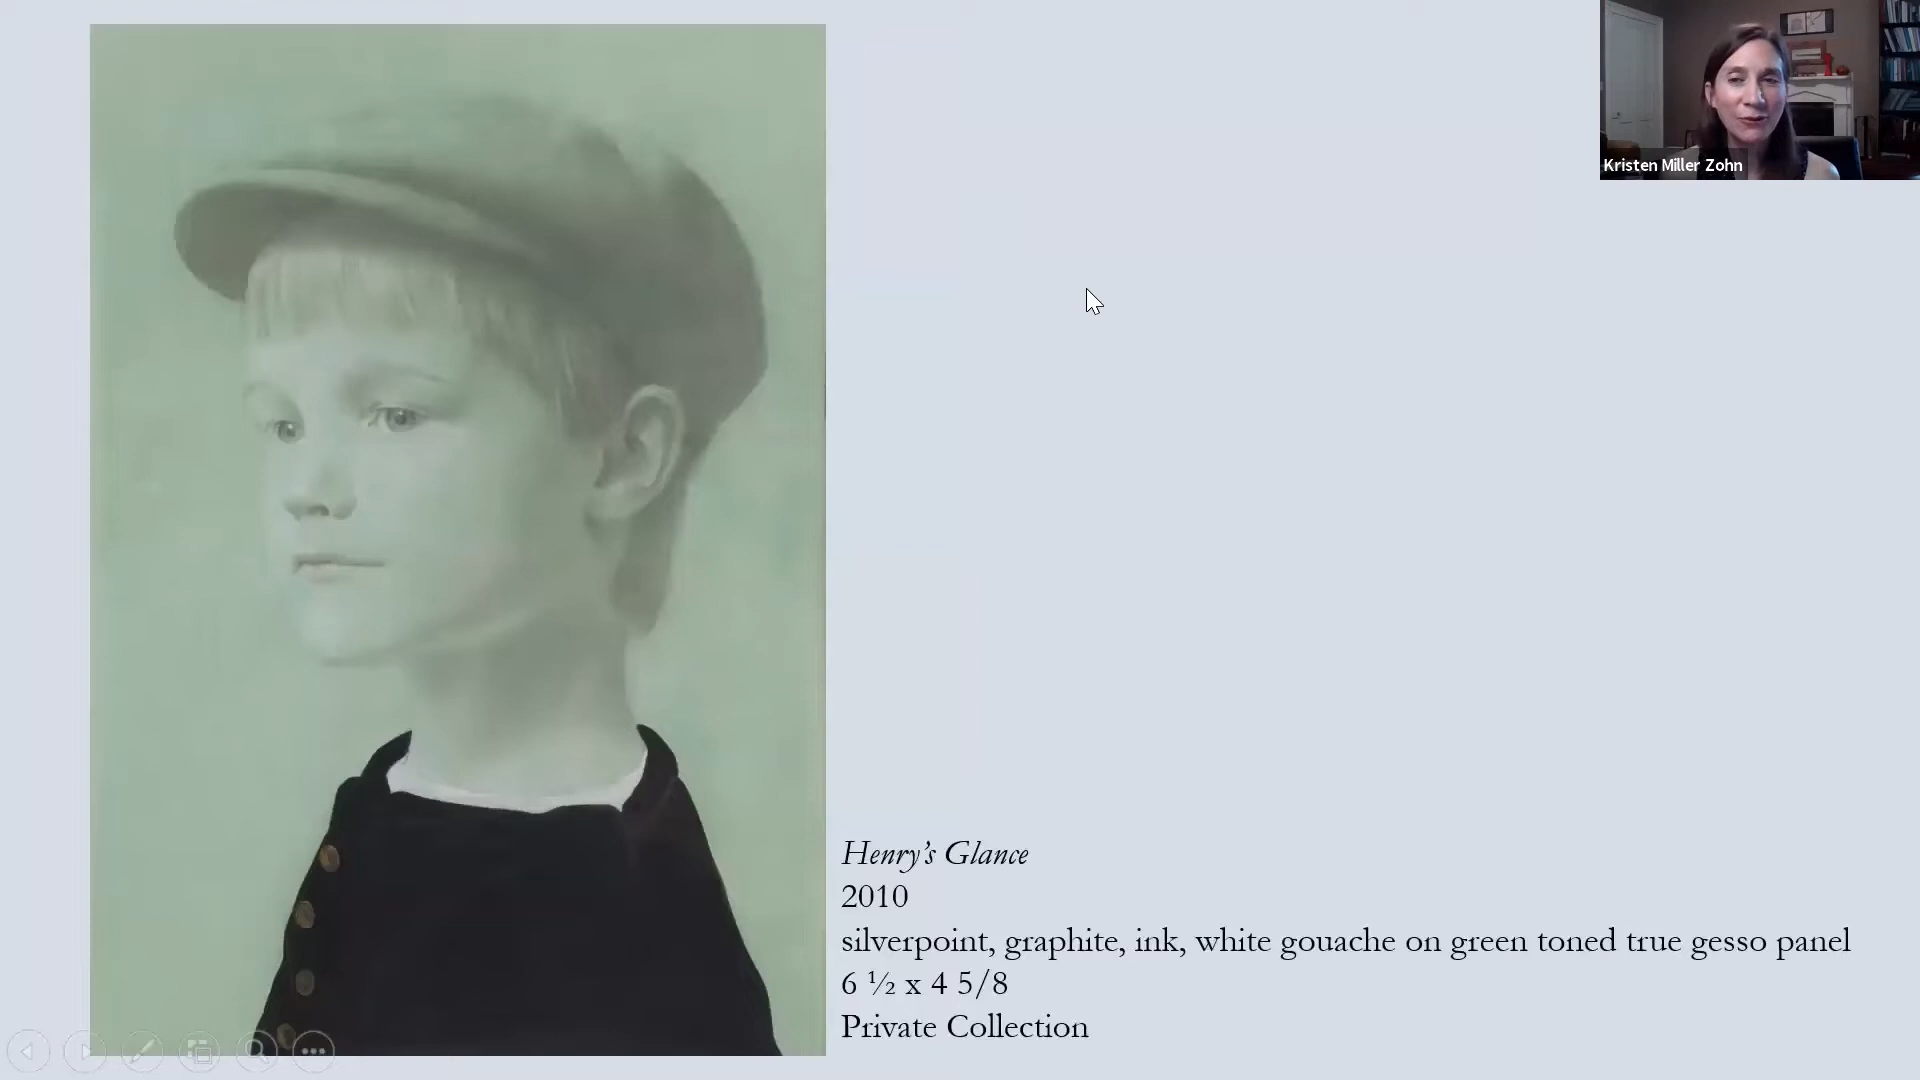 Kristen Miller Zohn
Henry's Glance
2010
silverpoint, graphite, ink, white gouache on green toned true gesso panel
6 ½ x 4 5/8
Private Collection